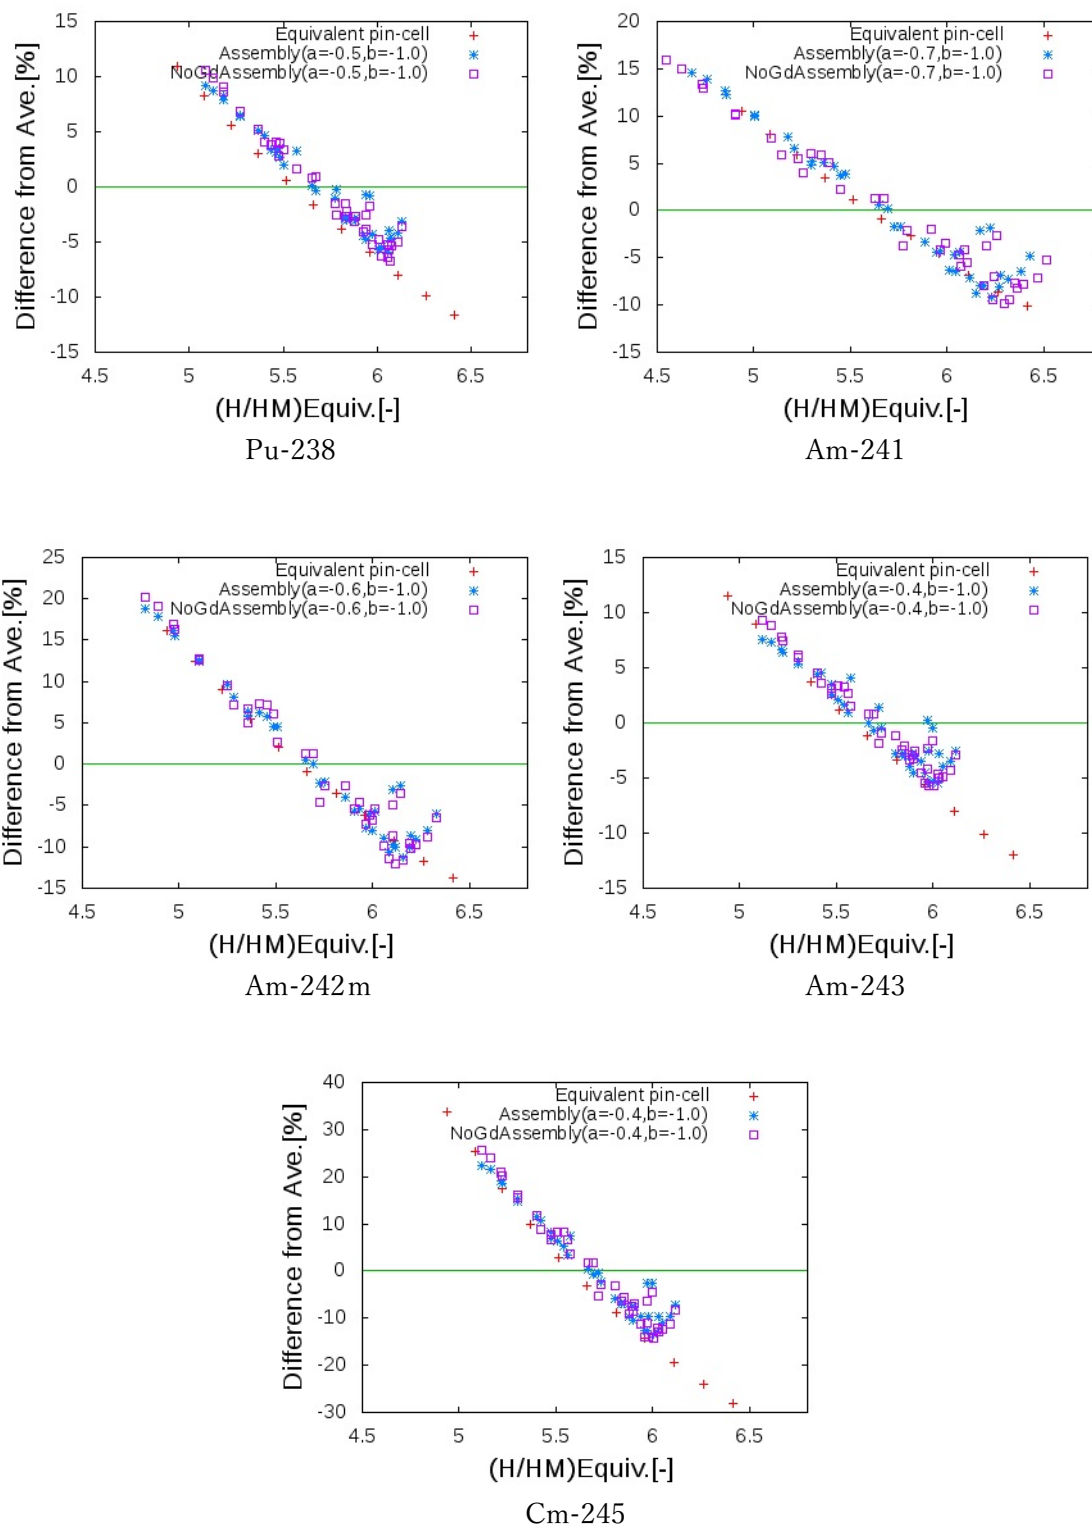 Difference from Ave.[%]
15
10
5
0
-5
-10
-15
Equivalent pin-cell
Assembly(a=-0.5,b=-1.0)
NoGdAssembly(a=-0.5,b=-1.0)
4.5 5 5.5 6 6.5
(H/HM)Equiv.[-]
Pu-238
Difference from Ave.[%]
20
15
10
5
0
-5
-10
-15
Equivalent pin-cell
Assembly(a=-0.7,b=-1.0)
NoGdAssembly(a=-0.7,b=-1.0)
4.5 5 5.5 6 6.5
(H/HM)Equiv.[-]
Am-241
Difference from Ave.[%]
25
20
15
10
5
0
-5
-10
-15
Equivalent pin-cell
Assembly(a=-0.6,b=-1.0)
NoGdAssembly(a=-0.6,b=-1.0)
4.5 5 5.5 6 6.5
(H/HM)Equiv.[-]
Am-242m
Difference from Ave.[%]
15
10
5
0
-5
-10
-15
Equivalent pin-cell
Assembly(a=-0.4,b=-1.0)
NoGdAssembly(a=-0.4,b=-1.0)
4.5 5 5.5 6 6.5
(H/HM)Equiv.[-]
Am-243
Difference from Ave.[%]
40
30
20
10
0
-10
-20
-30
Equivalent pin-cell
Assembly(a=-0.4,b=-1.0)
NoGdAssembly(a=-0.4,b=-1.0)
4.5 5 5.5 6 6.5
(H/HM)Equiv.[-]
Cm-245